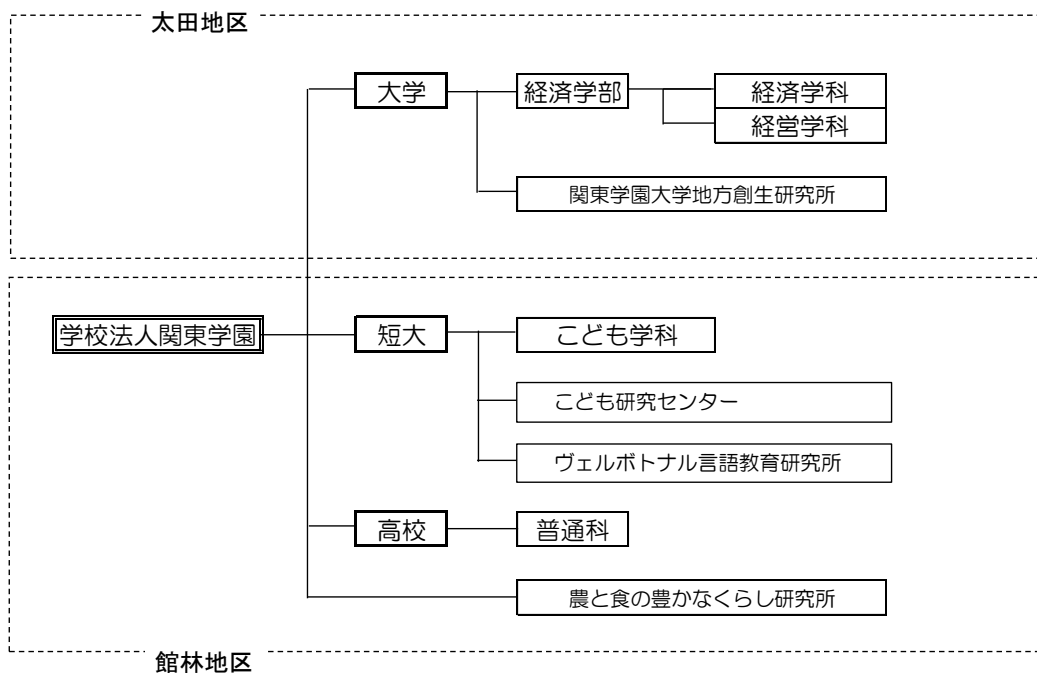 太田地区
大学
経済学部
経済学科
経営学科
関東学園大学地方創生研究所
学校法人関東学園
短大
こども学科
こども研究センター
ヴェルボトナル言語教育研究所
高校
普通科
農と食の豊かなくらし研究所
館林地区